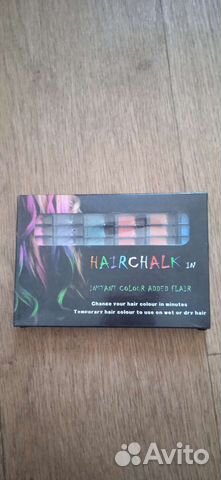 HAIRCHALK IN
INSTANT COLOUR ADDED FLAIR
Change your hair colour in minutes
Temporary hair colour to use on wet or dry hair
Avito